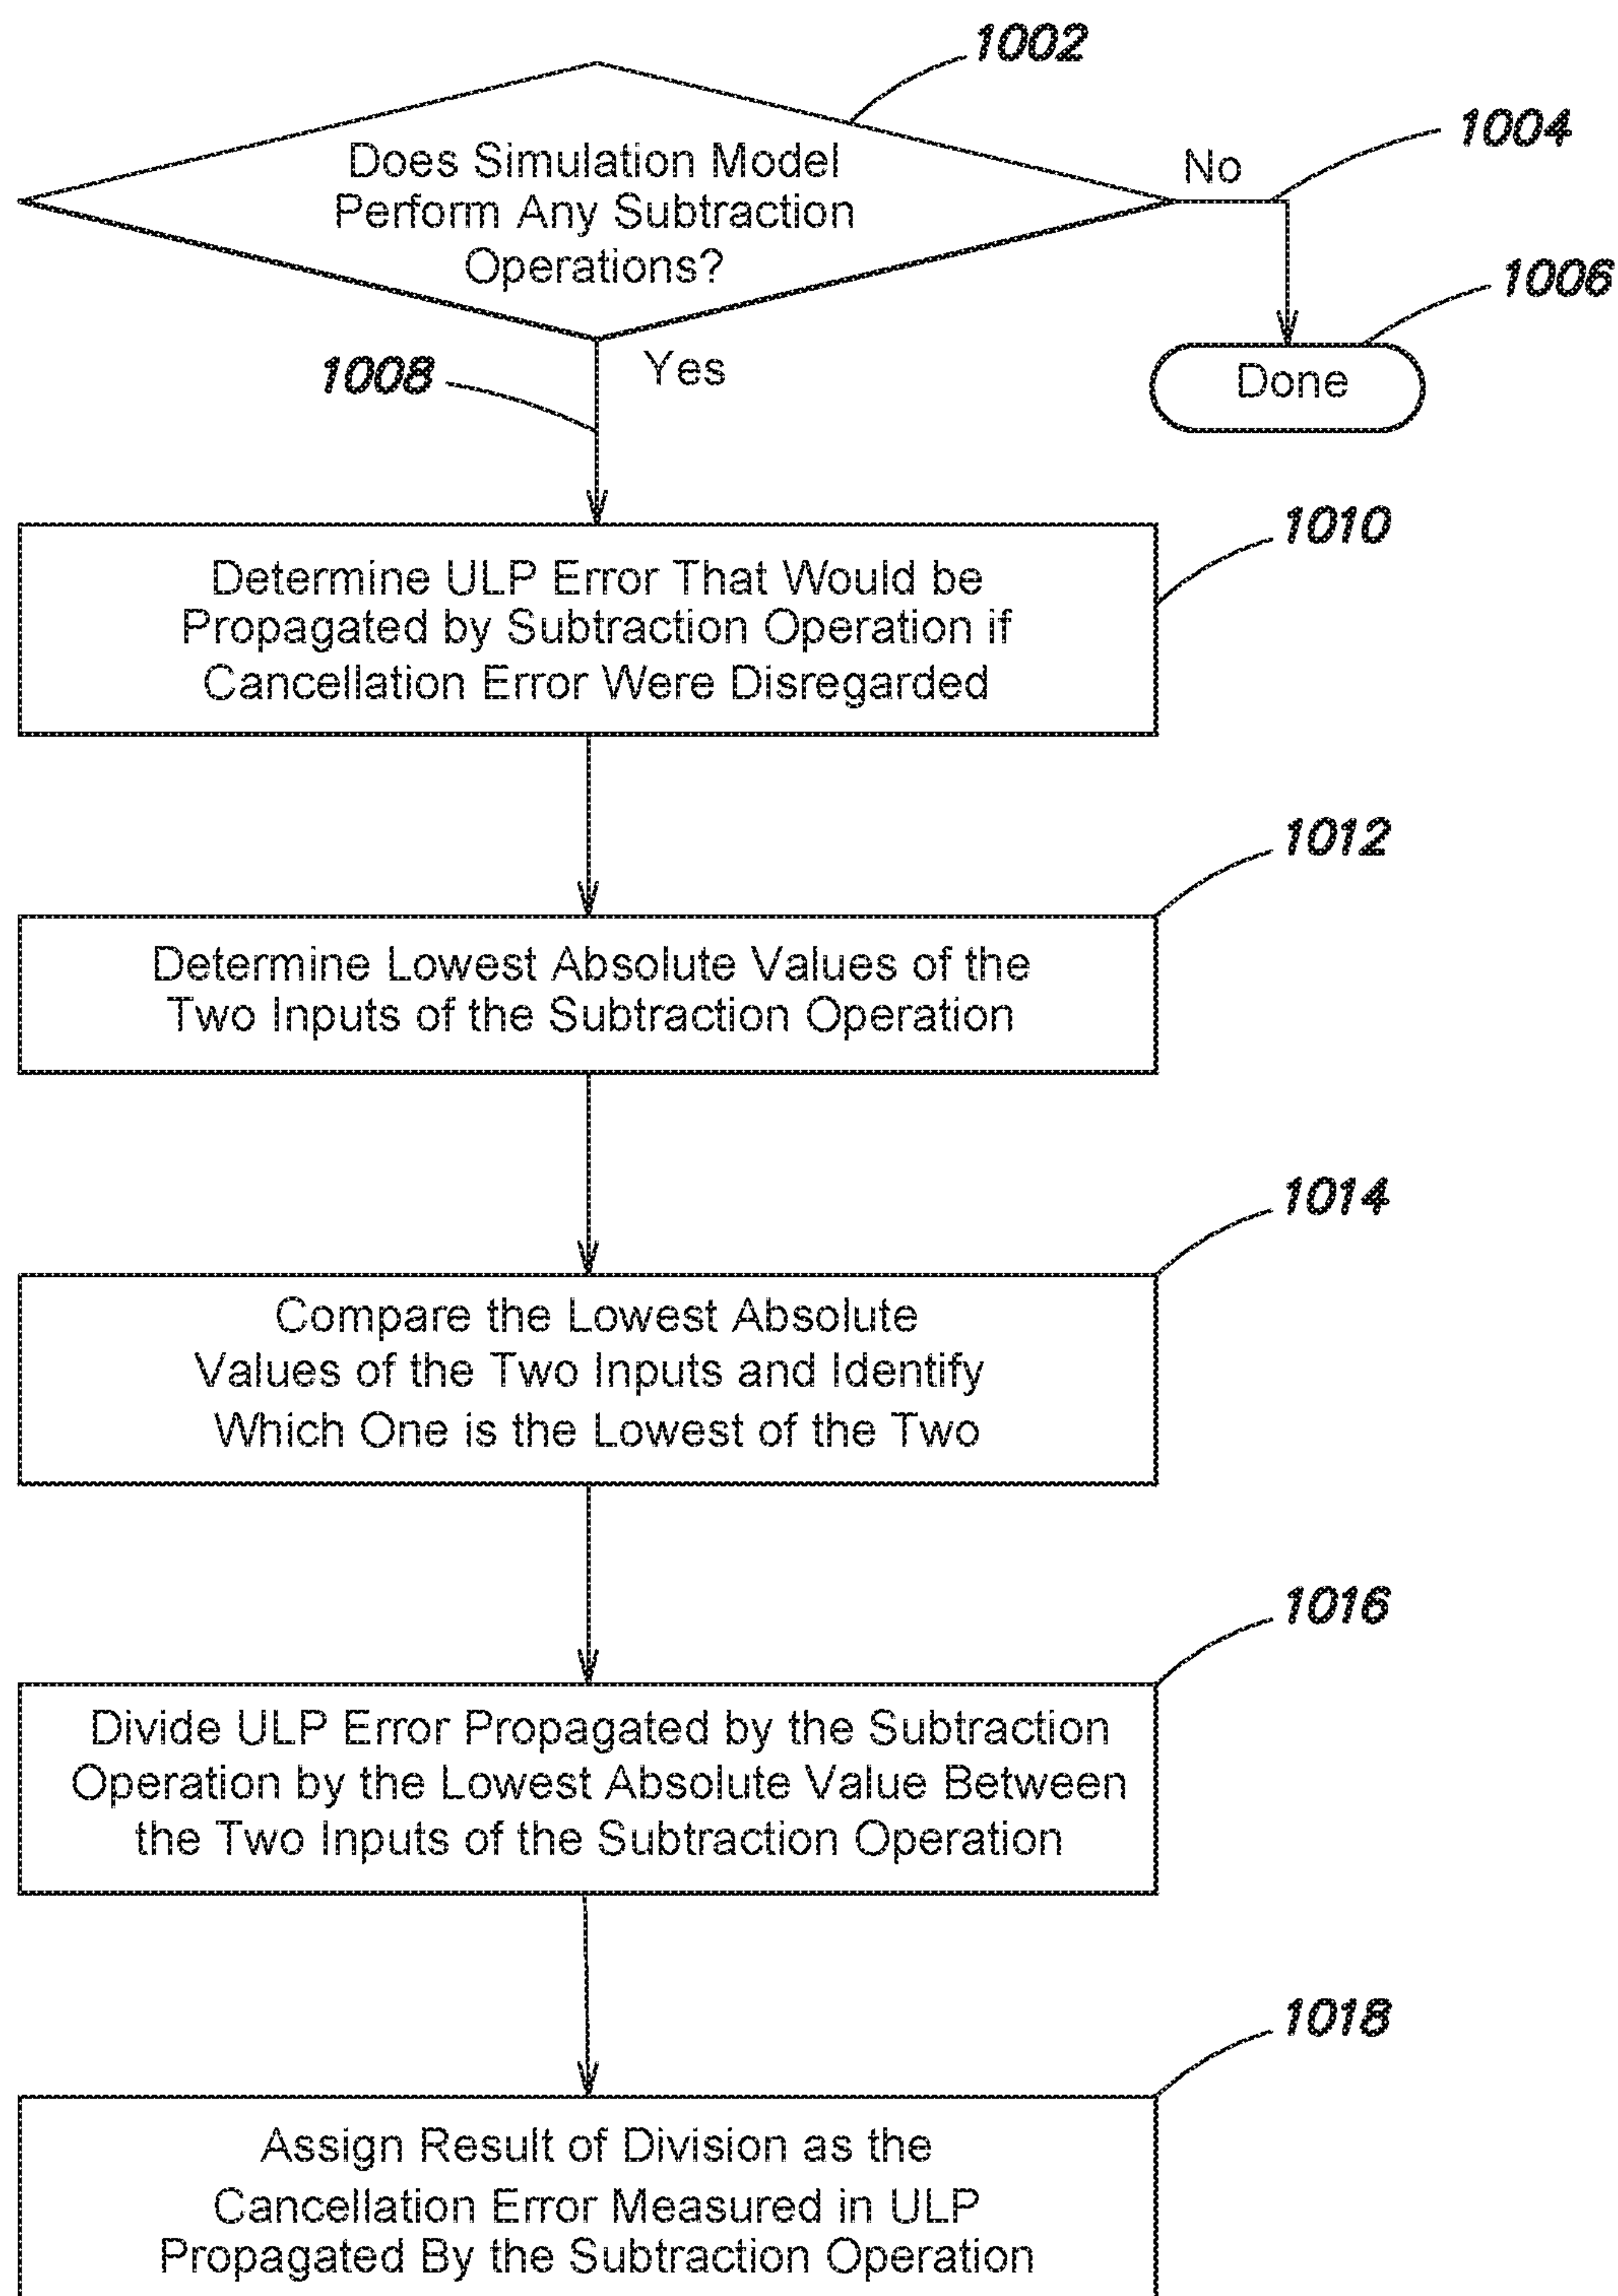 1002
Does Simulation Model
Perform Any Subtraction
Operations?
No
1004
1006
Done
1008
Yes
1010
Determine ULP Error That Would be
Propagated by Subtraction Operation if
Cancellation Error Were Disregarded
1012
Determine Lowest Absolute Values of the
Two Inputs of the Subtraction Operation
1014
Compare the Lowest Absolute
Values of the Two Inputs and Identify
Which One is the Lowest of the Two
1016
Divide ULP Error Propagated by the Subtraction
Operation by the Lowest Absolute Value Between
the Two Inputs of the Subtraction Operation
1018
Assign Result of Division as the
Cancellation Error Measured in ULP
Propagated By the Subtraction Operation